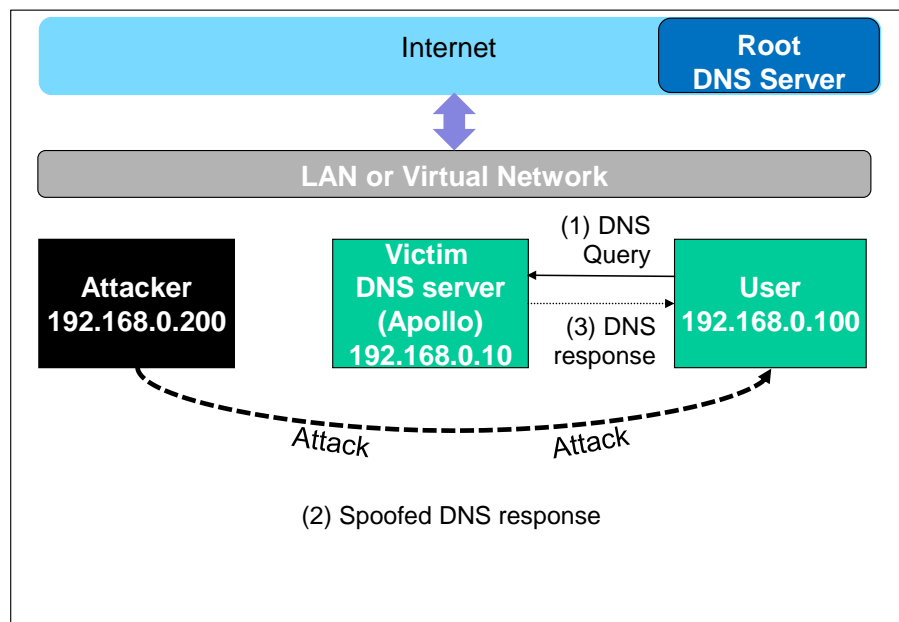 Internet
Root
DNS Server
LAN or Virtual Network
(1) DNS
Query
Attacker
192.168.0.200
Victim
DNS server
(Apollo)
192.168.0.10
User
192.168.0.100
(3) DNS
response
Attack
Attack
(2) Spoofed DNS response